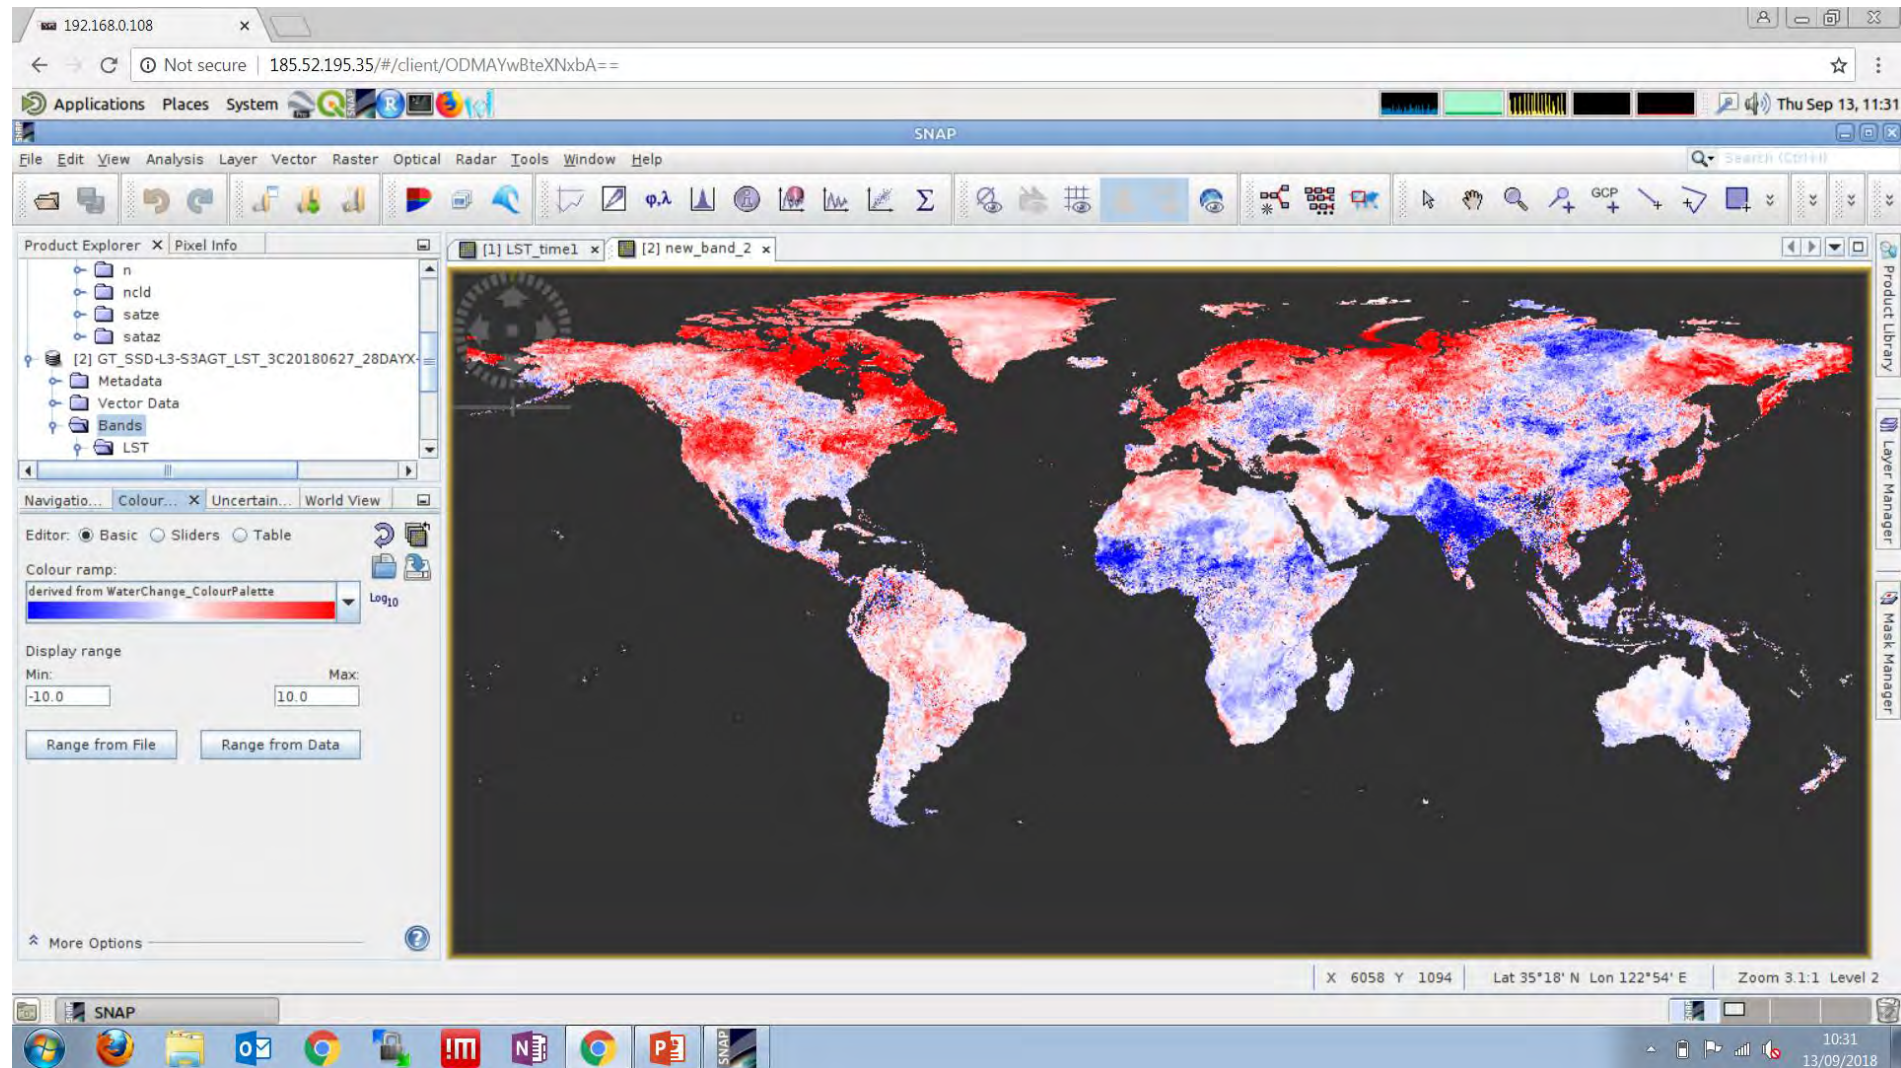 192.168.0.108
Not secure | 185.52.195.35/#/client/ODMAYwBteXNxbA==
Applications Places System
Thu Sep 13, 11:31
SNAP
File Edit View Analysis Layer Vector Raster Optical Radar Tools Window Help
Search (Ctrl+I)
φ,λ
Σ
GCP
Product Explorer Pixel Info
[1] LST_time1 [2] new_band_2
n
ncld
satze
sataz
[2] GT_SSD-L3-S3AGT_LST_3C20180627_28DAYX-
Metadata
Vector Data
Bands
LST
Navigatio... Colour... Uncertain... World View
Editor: Basic Sliders Table
Colour ramp:
derived from WaterChange_ColourPalette
Log10
Display range
Min: Max:
-10.0 10.0
Range from File Range from Data
More Options
Product Library
Layer Manager
Mask Manager
X 6058 Y 1094 Lat 35°18' N Lon 122°54' E Zoom 3.1:1 Level 2
SNAP
10:31
13/09/2018